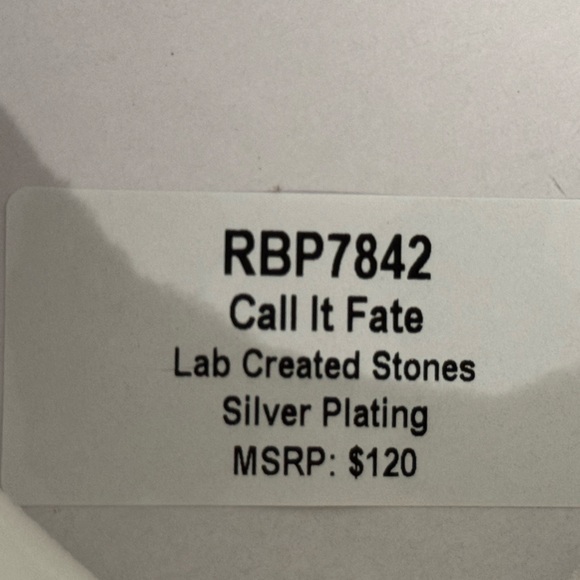 RBP7842
Call It Fate
Lab Created Stones
Silver Plating
MSRP: $120